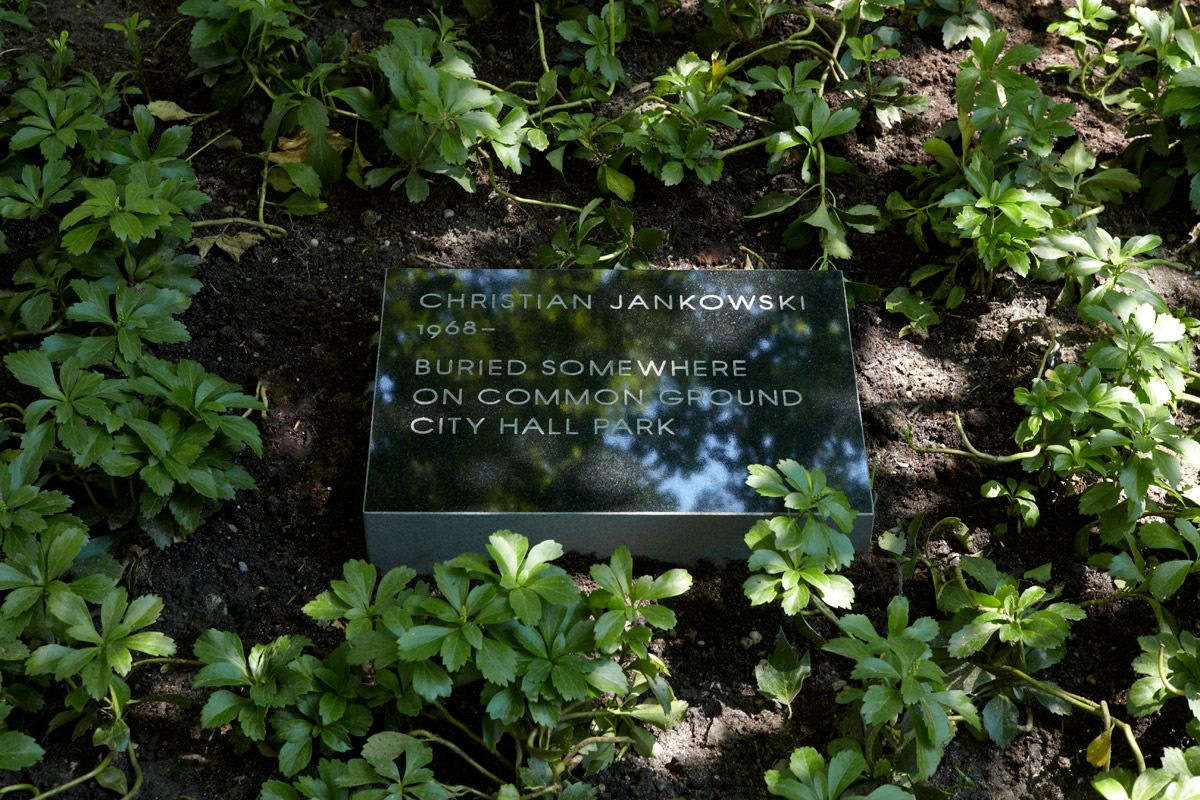 CHRISTIAN JANKOWSKI
1968–
BURIED SOMEWHERE
ON COMMON GROUND
CITY HALL PARK